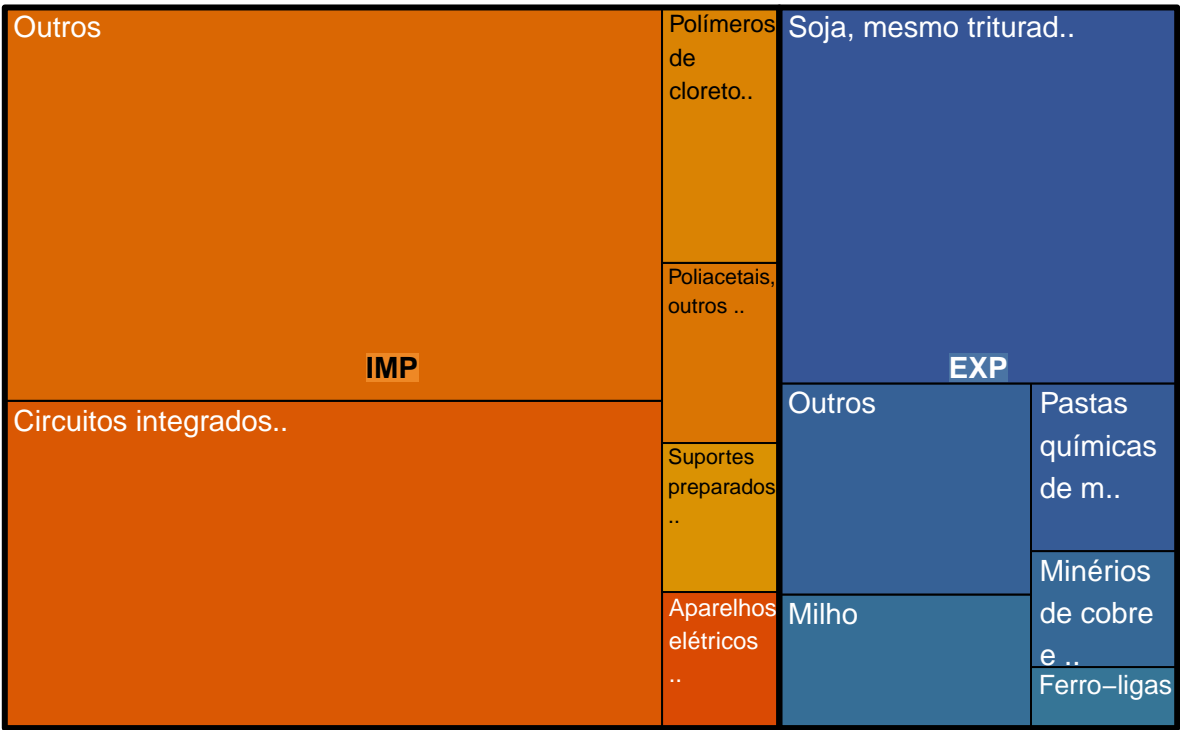 Outros
IMP
Circuitos integrados..
Polímeros
de
cloreto..
Poliacetais,
outros ..
Suportes
preparados
..
Aparelhos
elétricos
..
Soja, mesmo triturad..
EXP
Outros
Milho
Pastas
químicas
de m..
Minérios
de cobre
e ..
Ferro−ligas